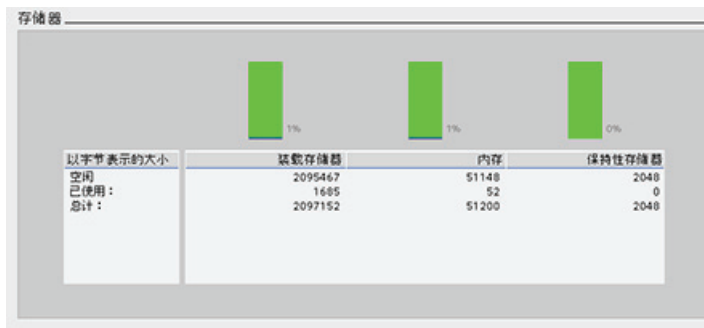 存储器
1% 1% 0%
以字节表示的大小 装载存储器 内存 保持性存储器
空闲 2095467 51148 2048
已使用： 1685 52 0
总计： 2097152 51200 2048